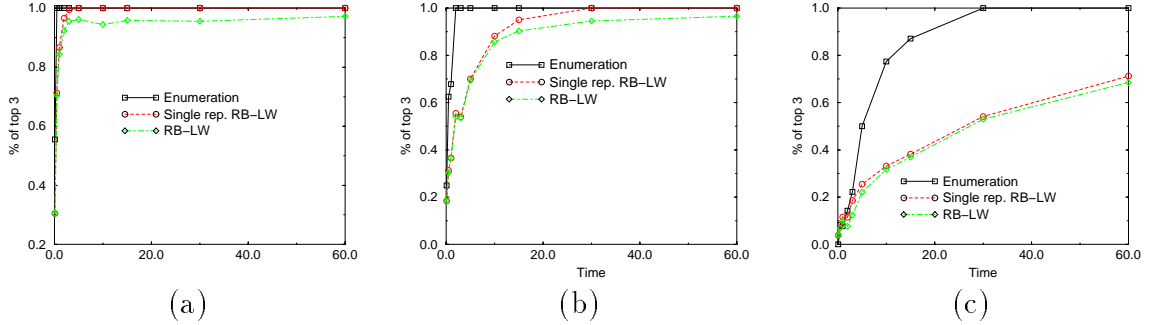 % of top 3
1.0
0.8
0.6
0.4
0.2
0.0
20.0
40.0
60.0
Time
Enumeration
Single rep. RB−LW
RB−LW
(a)
% of top 3
1.0
0.8
0.6
0.4
0.2
0.0
0.0
20.0
40.0
60.0
Time
Enumeration
Single rep. RB−LW
RB−LW
(b)
% of top 3
1.0
0.8
0.6
0.4
0.2
0.0
0.0
20.0
40.0
60.0
Time
Enumeration
Single rep. RB−LW
RB−LW
(c)